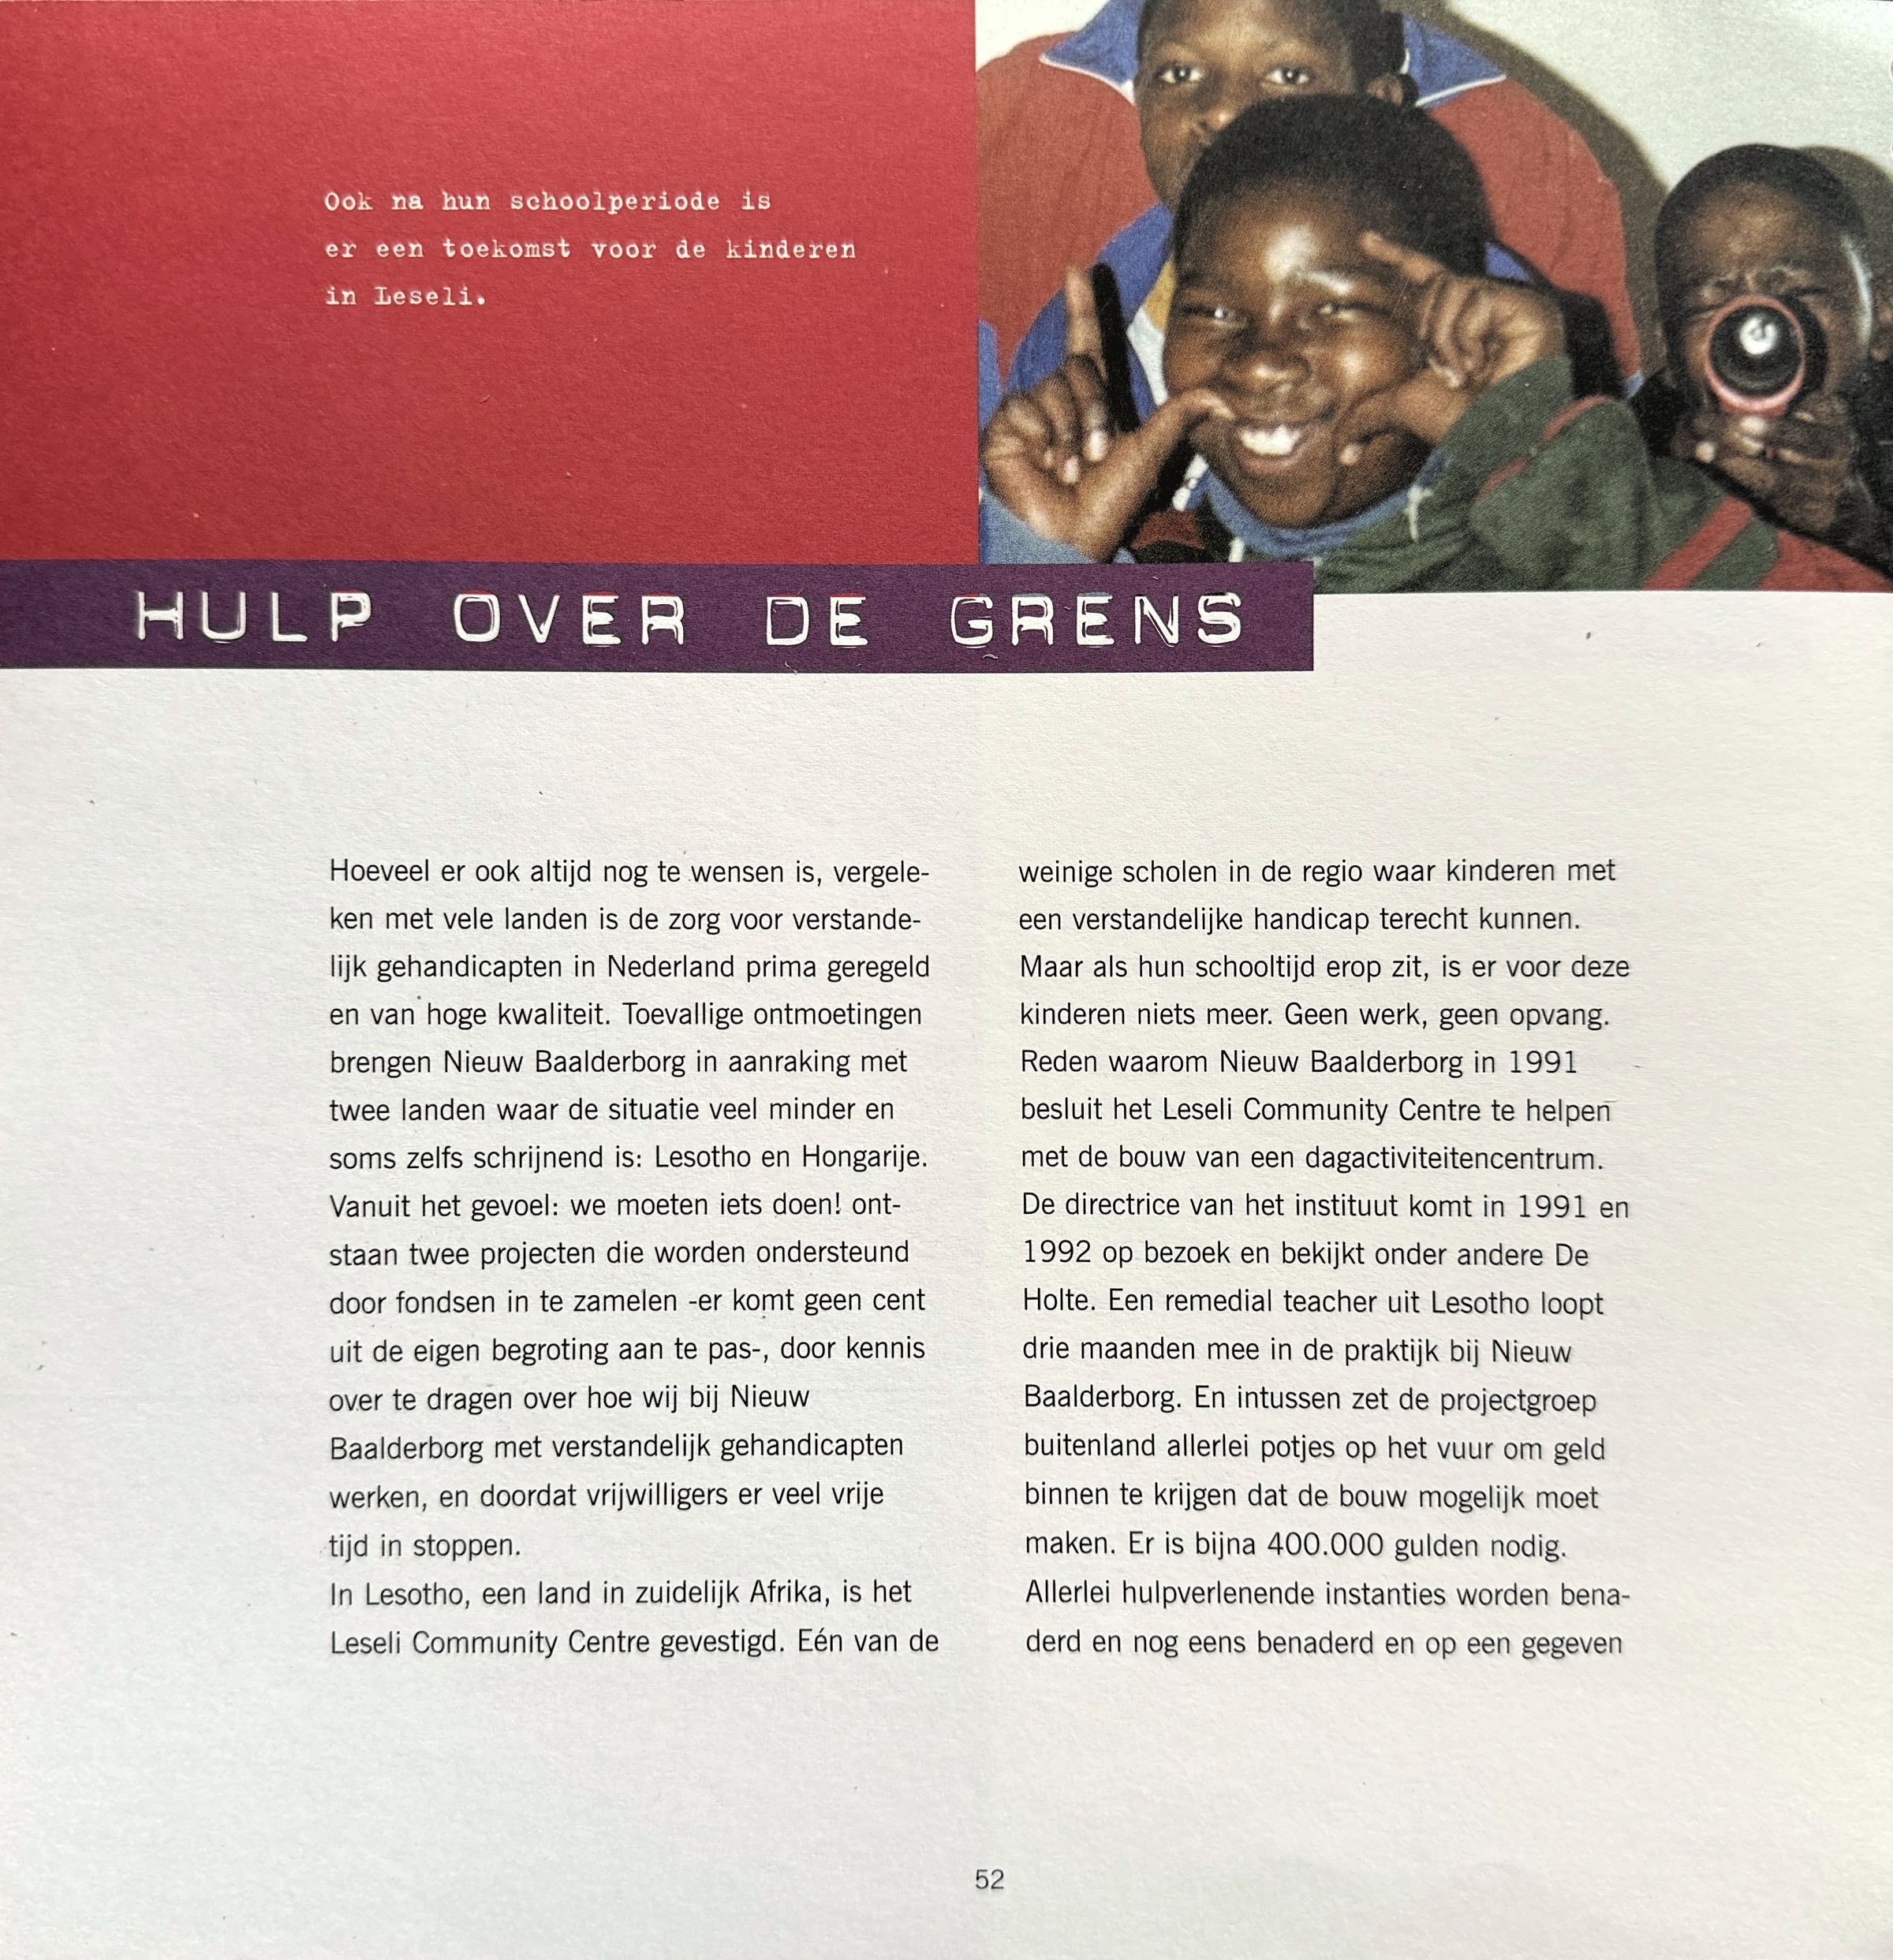 Ook na hun schoolperiode is
er een toekomst voor de kinderen
in Leseli.
HULP OVER DE GRENS
Hoeveel er ook altijd nog te wensen is, vergele-
ken met vele landen is de zorg voor verstande-
lijk gehandicapten in Nederland prima geregeld
en van hoge kwaliteit. Toevallige ontmoetingen
brengen Nieuw Baalderborg in aanraking met
twee landen waar de situatie veel minder en
soms zelfs schrijnend is: Lesotho en Hongarije.
Vanuit het gevoel: we moeten iets doen! ont-
staan twee projecten die worden ondersteund
door fondsen in te zamelen -er komt geen cent
uit de eigen begroting aan te pas-, door kennis
over te dragen over hoe wij bij Nieuw
Baalderborg met verstandelijk gehandicapten
werken, en doordat vrijwilligers er veel vrije
tijd in stoppen.
In Lesotho, een land in zuidelijk Afrika, is het
Leseli Community Centre gevestigd. Eén van de
weinige scholen in de regio waar kinderen met
een verstandelijke handicap terecht kunnen.
Maar als hun schooltijd erop zit, is er voor deze
kinderen niets meer. Geen werk, geen opvang.
Reden waarom Nieuw Baalderborg in 1991
besluit het Leseli Community Centre te helpen
met de bouw van een dagactiviteitencentrum.
De directrice van het instituut komt in 1991 en
1992 op bezoek en bekijkt onder andere De
Holte. Een remedial teacher uit Lesotho loopt
drie maanden mee in de praktijk bij Nieuw
Baalderborg. En intussen zet de projectgroep
buitenland allerlei potjes op het vuur om geld
binnen te krijgen dat de bouw mogelijk moet
maken. Er is bijna 400.000 gulden nodig.
Allerlei hulpverlenende instanties worden bena-
derd en nog eens benaderd en op een gegeven
52